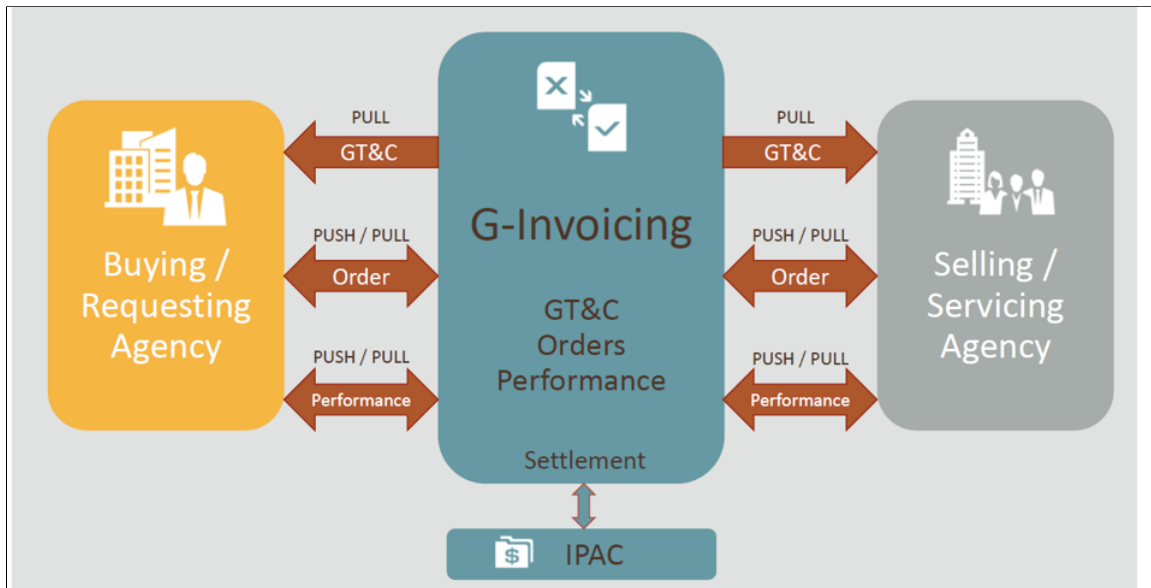 PULL
GT&C
PUSH / PULL
Order
PUSH / PULL
Performance
Buying /
Requesting
Agency
G-Invoicing
GT&C
Orders
Performance
Settlement
PULL
GT&C
PUSH / PULL
Order
PUSH / PULL
Performance
Selling /
Servicing
Agency
$ IPAC